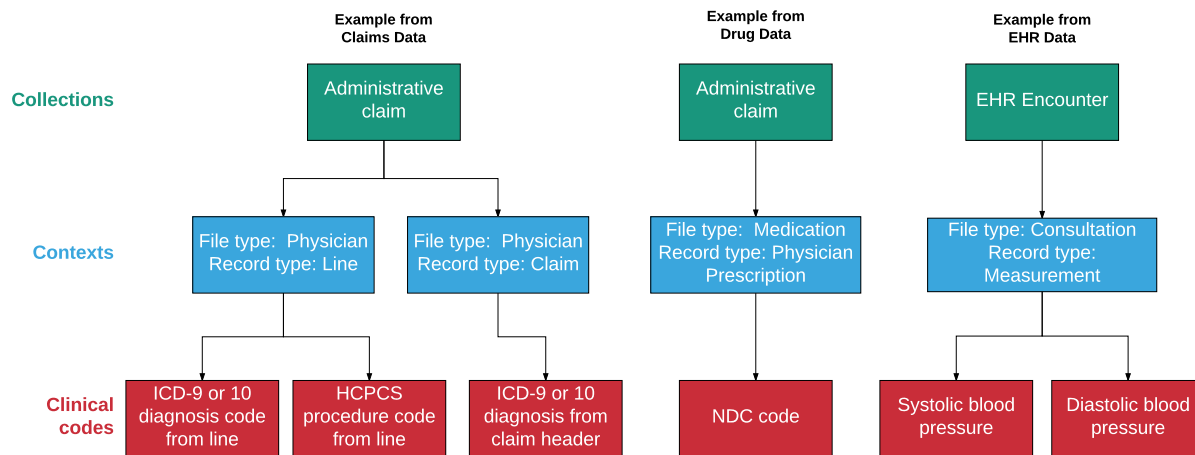 Example from
Claims Data
Example from
Drug Data
Example from
EHR Data
Collections
Administrative
claim
Administrative
claim
EHR Encounter
Contexts
File type:  Physician
Record type: Line
File type:  Physician
Record type: Claim
File type:  Medication
Record type: Physician
Prescription
File type: Consultation
Record type:
Measurement
Clinical
codes
ICD-9 or 10
diagnosis code
from line
HCPCS
procedure code
from line
ICD-9 or 10
diagnosis from
claim header
NDC code
Systolic blood
pressure
Diastolic blood
pressure